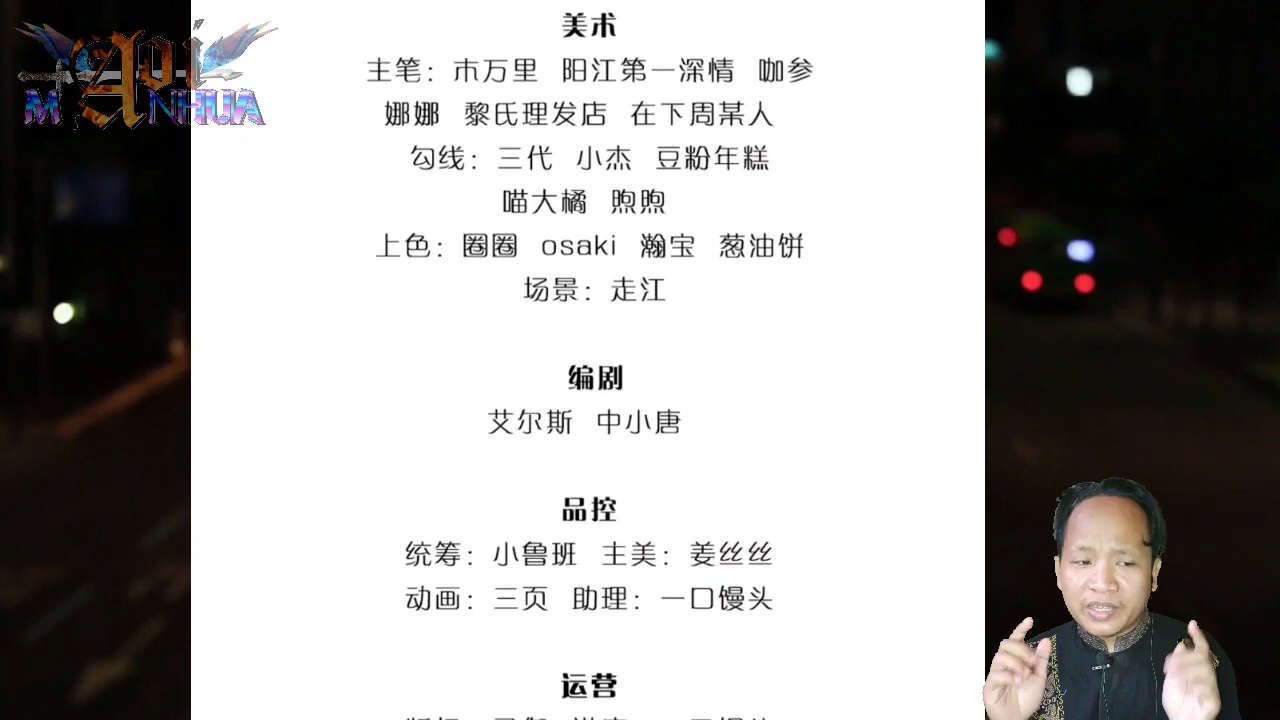 Aoi
MANHUA
美术
主笔：木万里 阳江第一深情 咖参
娜娜 黎氏理发店 在下周某人
勾线：三代 小杰 豆粉年糕
喵大橘 煦煦
上色：圈圈 osaki 瀚宝 葱油饼
场景：走江
编剧
艾尔斯 中小唐
品控
统筹：小鲁班 主美：姜丝丝
动画：三页 助理：一口馒头
运营